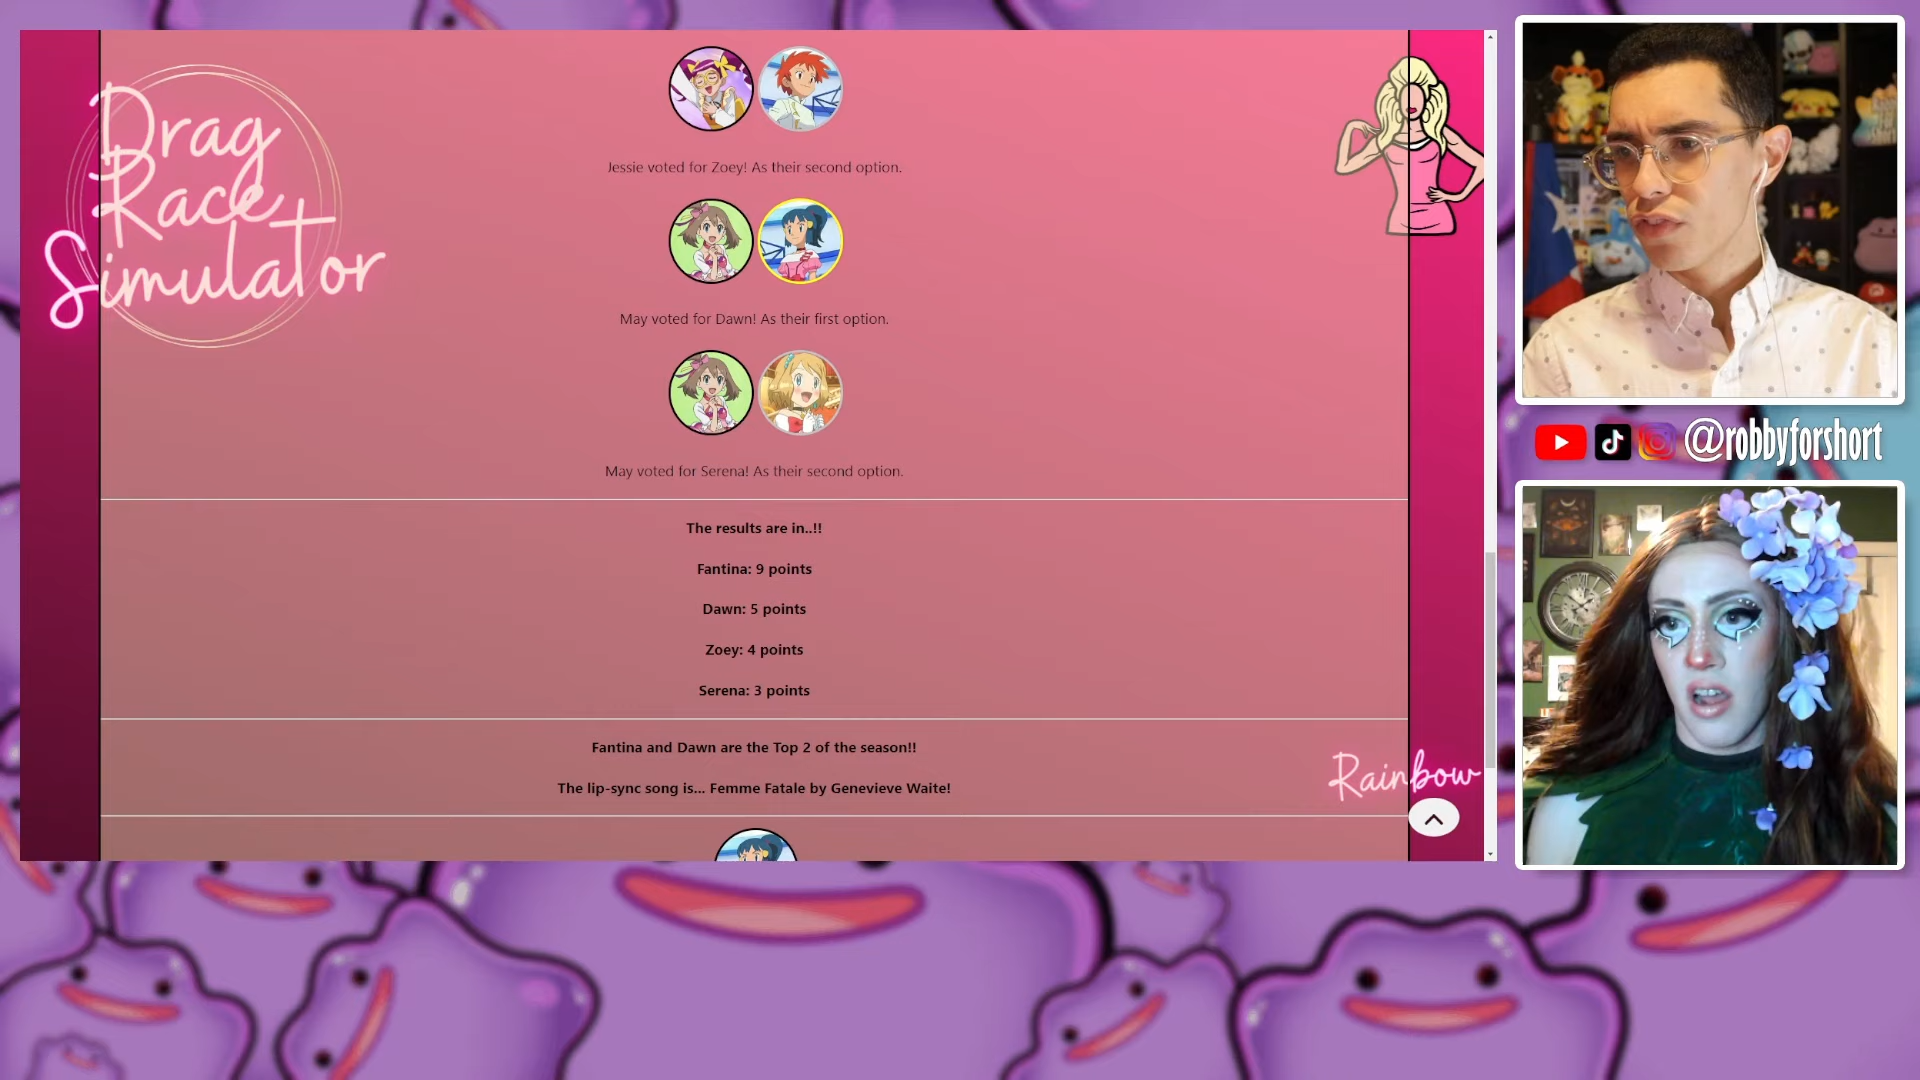 Drag
Race
Simulator
Jessie voted for Zoey! As their second option.
May voted for Dawn! As their first option.
May voted for Serena! As their second option.
The results are in..!!
Fantina: 9 points
Dawn: 5 points
Zoey: 4 points
Serena: 3 points
Fantina and Dawn are the Top 2 of the season!!
The lip-sync song is... Femme Fatale by Genevieve Waite!
Rainbow
@robbyforshort